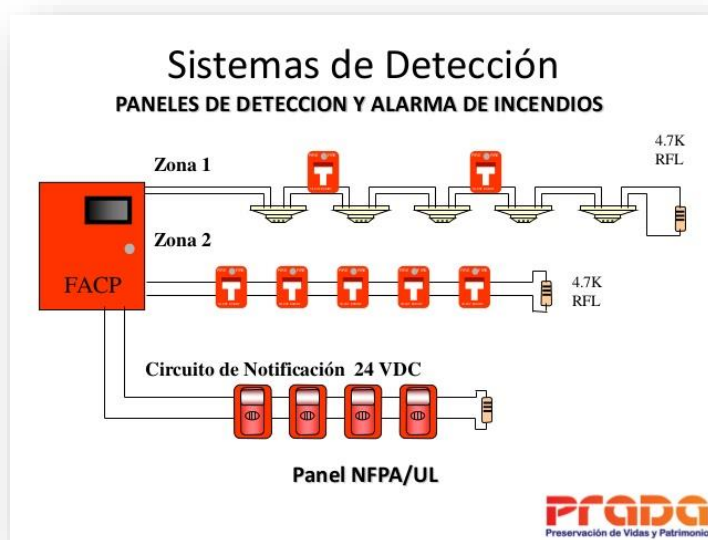 Sistemas de Detección
PANELES DE DETECCION Y ALARMA DE INCENDIOS
4.7K
RFL
Zona 1
Zona 2
FACP
4.7K
RFL
Circuito de Notificación 24 VDC
Panel NFPA/UL
PRADA
Preservación de Vidas y Patrimonio